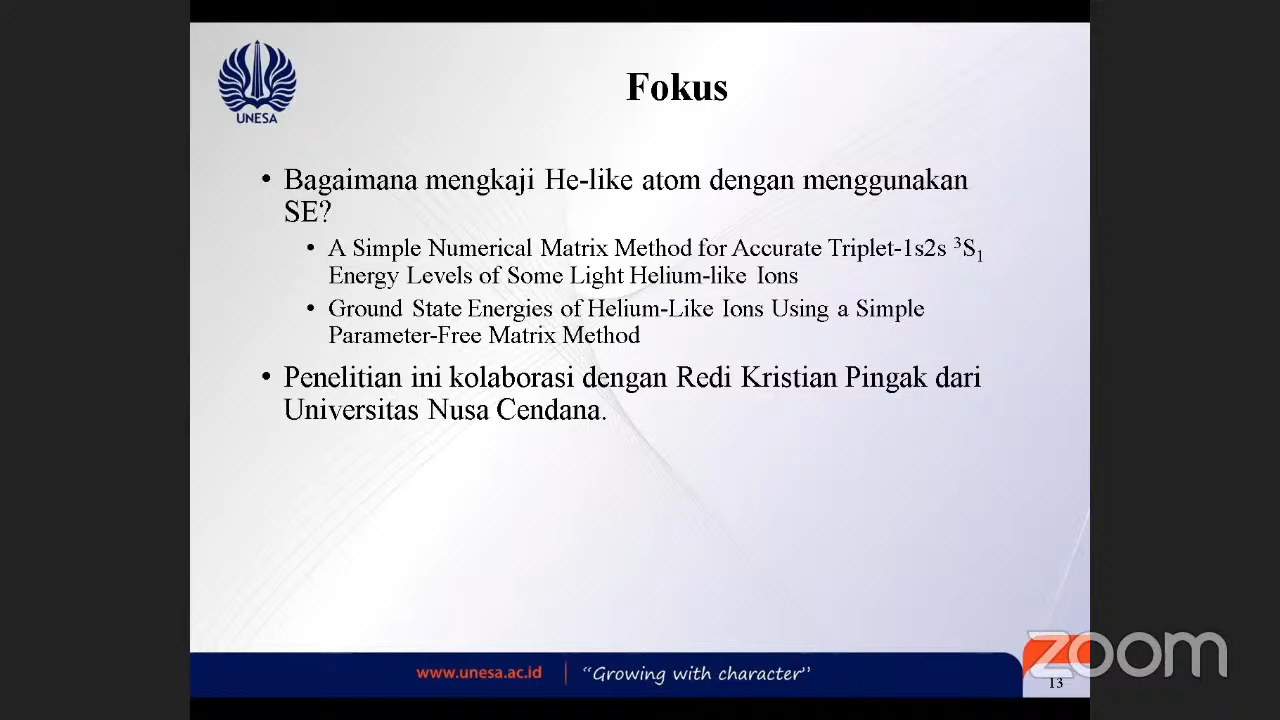 UNESA
Fokus
• Bagaimana mengkaji He-like atom dengan menggunakan
SE?
• A Simple Numerical Matrix Method for Accurate Triplet-1s2s ³S₁
Energy Levels of Some Light Helium-like Ions
• Ground State Energies of Helium-Like Ions Using a Simple
Parameter-Free Matrix Method
• Penelitian ini kolaborasi dengan Redi Kristian Pingak dari
Universitas Nusa Cendana.
www.unesa.ac.id | “Growing with character”
zoom
13